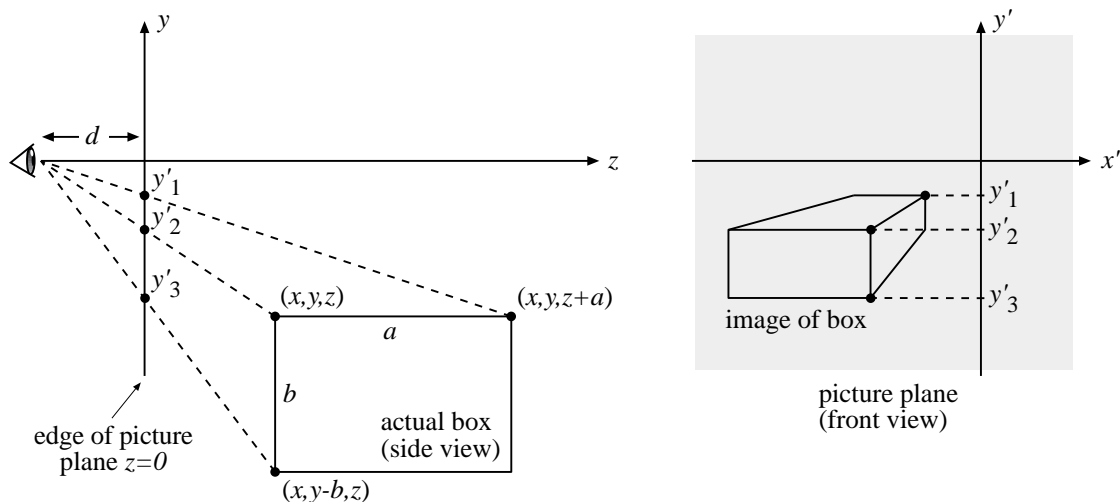 y
y′
d
z
x′
y′1
y′1
y′2
y′2
y′3
y′3
(x,y,z)
(x,y,z+a)
a
image of box
b
actual box
(side view)
picture plane
(front view)
edge of picture
plane z=0
(x,y-b,z)